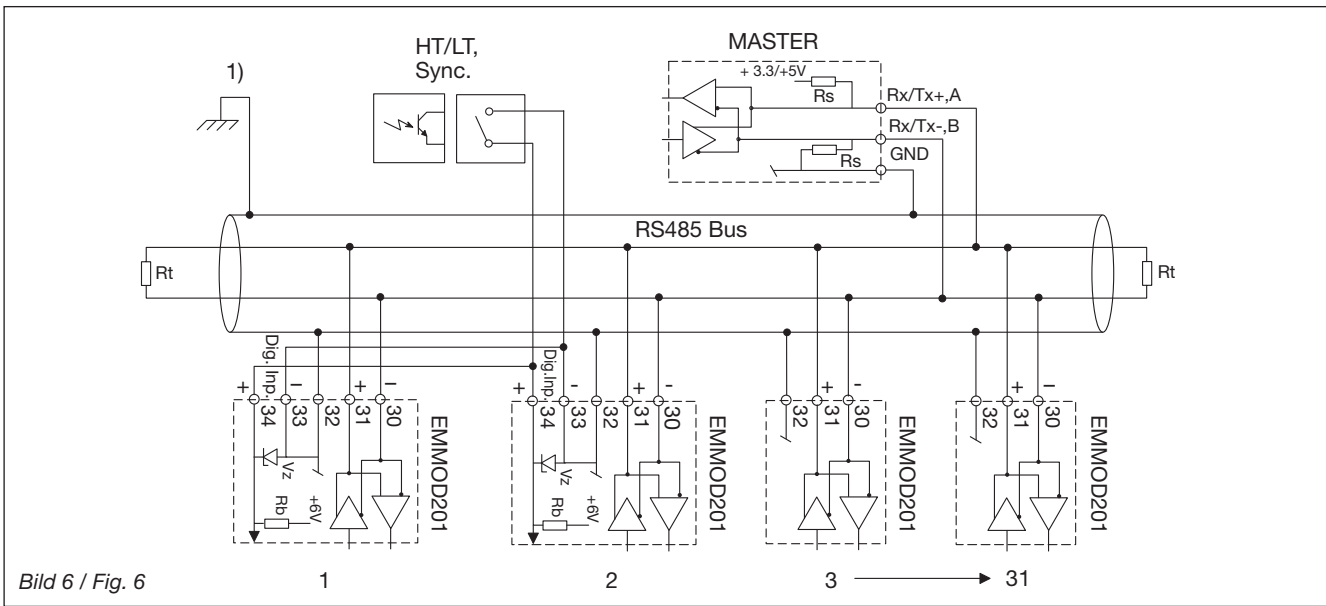 HT/LT,
Sync.
MASTER
1)
+ 3.3/+5V
Rs
Rx/Tx+,A
Rx/Tx-,B
Rs
GND
RS485 Bus
Rt
Rt
Dig. Inp.
+
-
+
-
34
33
32
31
30
EMMOD201
Vz
Rb
+6V
Dig.Inp.
+
-
+
-
34
33
32
31
30
EMMOD201
Vz
Rb
+6V
+
-
32
31
30
EMMOD201
+
-
32
31
30
EMMOD201
Bild 6 / Fig. 6
1
2
3
31